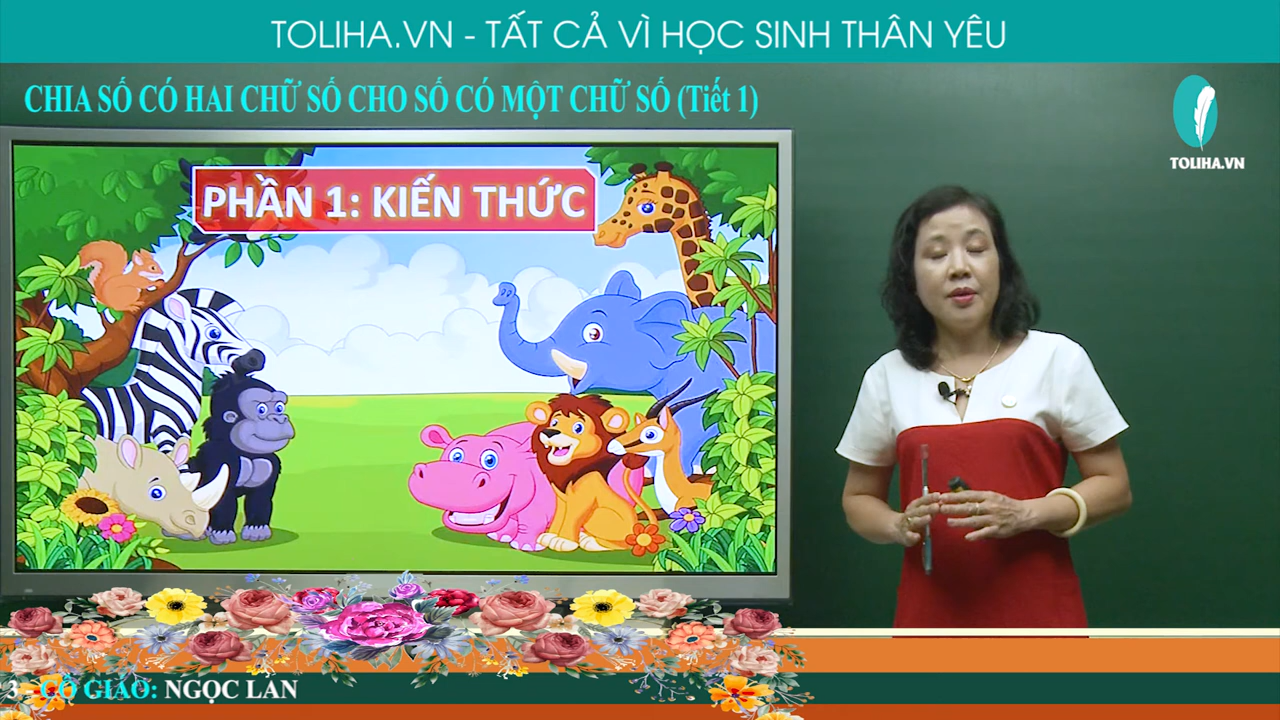 TOLIHA.VN - TẤT CẢ VÌ HỌC SINH THÂN YÊU
CHIA SỐ CÓ HAI CHỮ SỐ CHO SỐ CÓ MỘT CHỮ SỐ (Tiết 1)
TOLIHA.VN
PHẦN 1: KIẾN THỨC
3 - CÔ GIÁO: NGỌC LAN